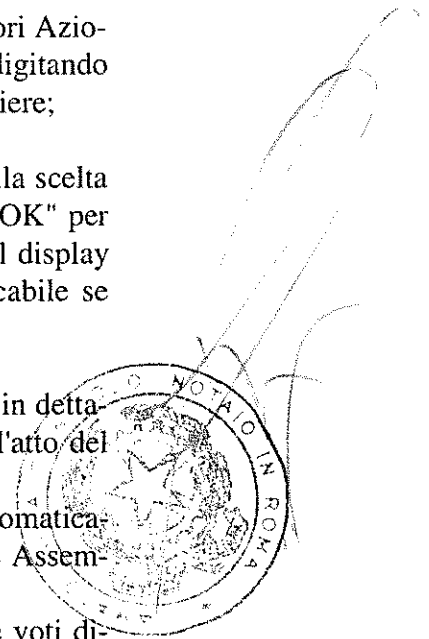 ori Azio-
digitando
iere;
lla scelta
OK" per
l display
cabile se
in detta-
l'atto del
omatica-
Assem-
voti di-
NOTAIO IN ROMA